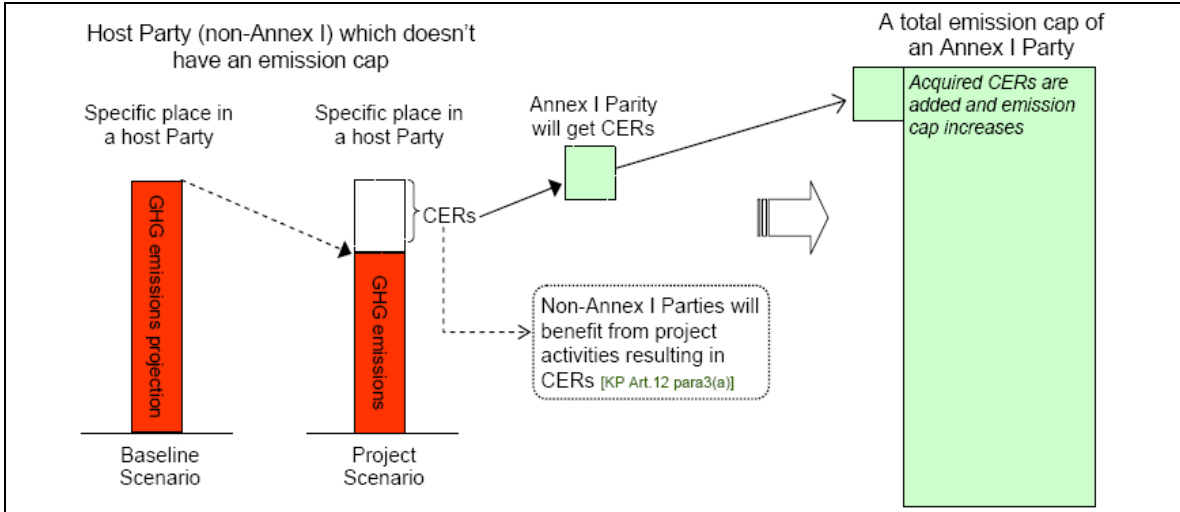 Host Party (non-Annex I) which doesn't
have an emission cap
A total emission cap of
an Annex I Party
Specific place in
a host Party
Specific place in
a host Party
Annex I Parity
will get CERs
Acquired CERs are
added and emission
cap increases
GHG emissions projection
GHG emissions
CERs
Non-Annex I Parties will
benefit from project
activities resulting in
CERs [KP Art.12 para3(a)]
Baseline
Scenario
Project
Scenario